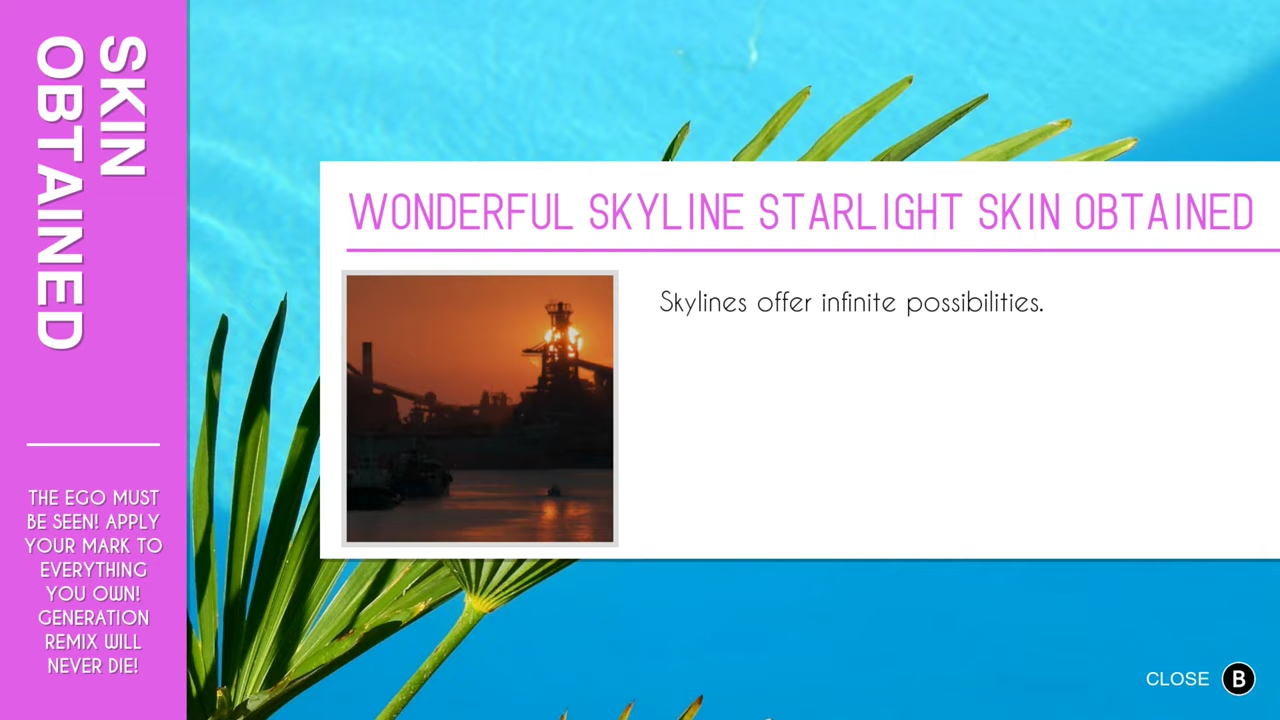 SKIN
OBTAINED
THE EGO MUST
BE SEEN! APPLY
YOUR MARK TO
EVERYTHING
YOU OWN!
GENERATION
REMIX WILL
NEVER DIE!
WONDERFUL SKYLINE STARLIGHT SKIN OBTAINED
Skylines offer infinite possibilities.
CLOSE B